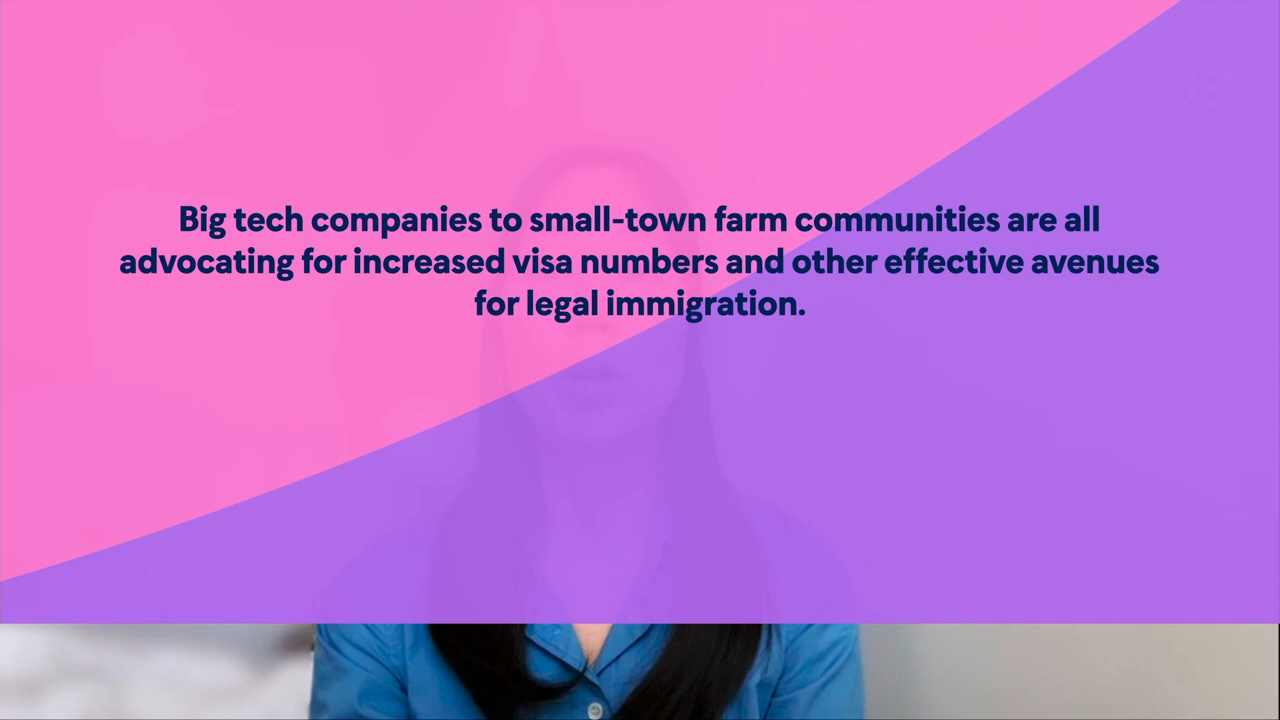 Big tech companies to small-town farm communities are all
advocating for increased visa numbers and other effective avenues
for legal immigration.